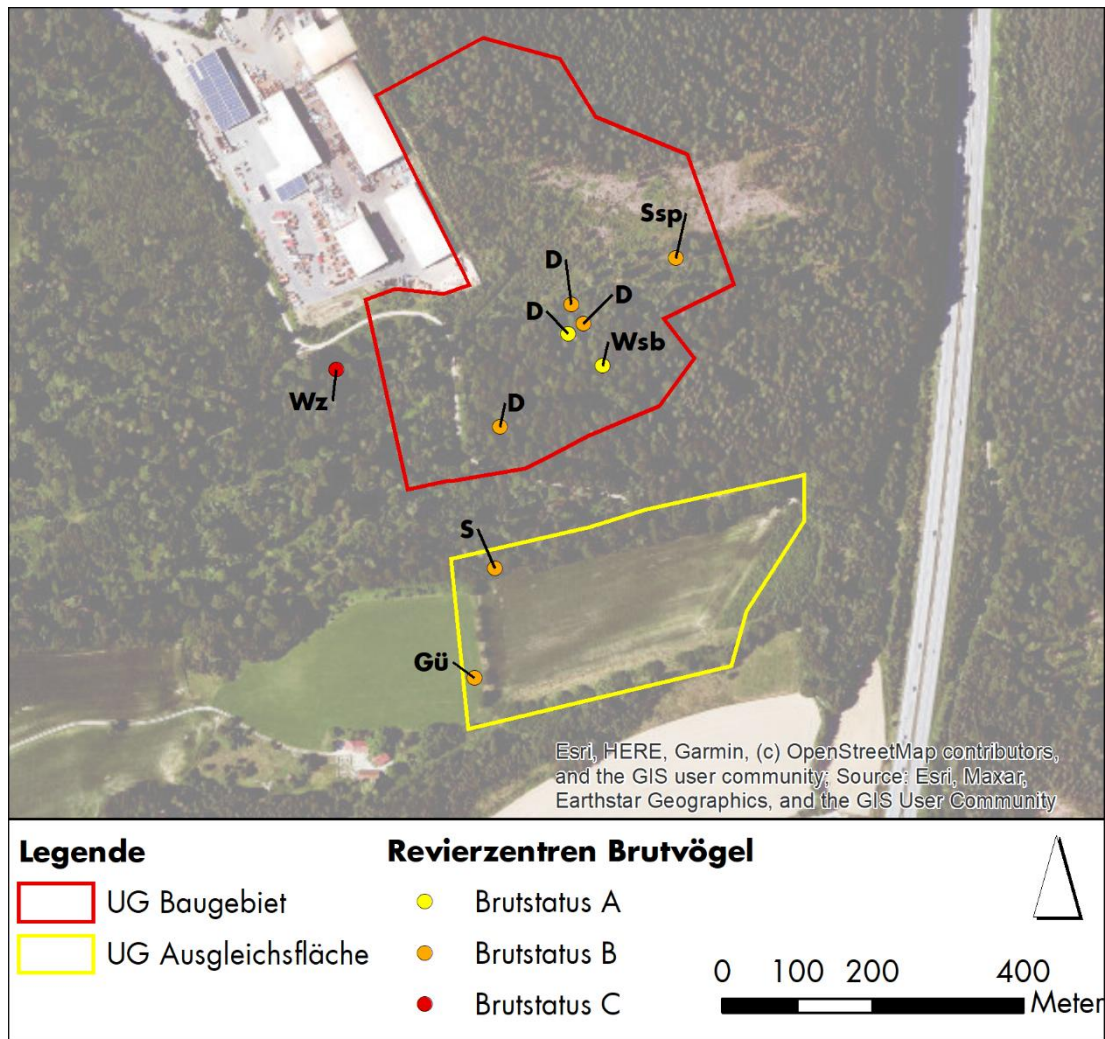 Ssp
D
D
D
Wsb
Wz
D
S
Gü
Esri, HERE, Garmin, (c) OpenStreetMap contributors,
and the GIS user community; Source: Esri, Maxar,
Earthstar Geographics, and the GIS User Community
Legende
UG Baugebiet
UG Ausgleichsfläche
Revierzentren Brutvögel
Brutstatus A
Brutstatus B
Brutstatus C
0 100 200 400
Meter